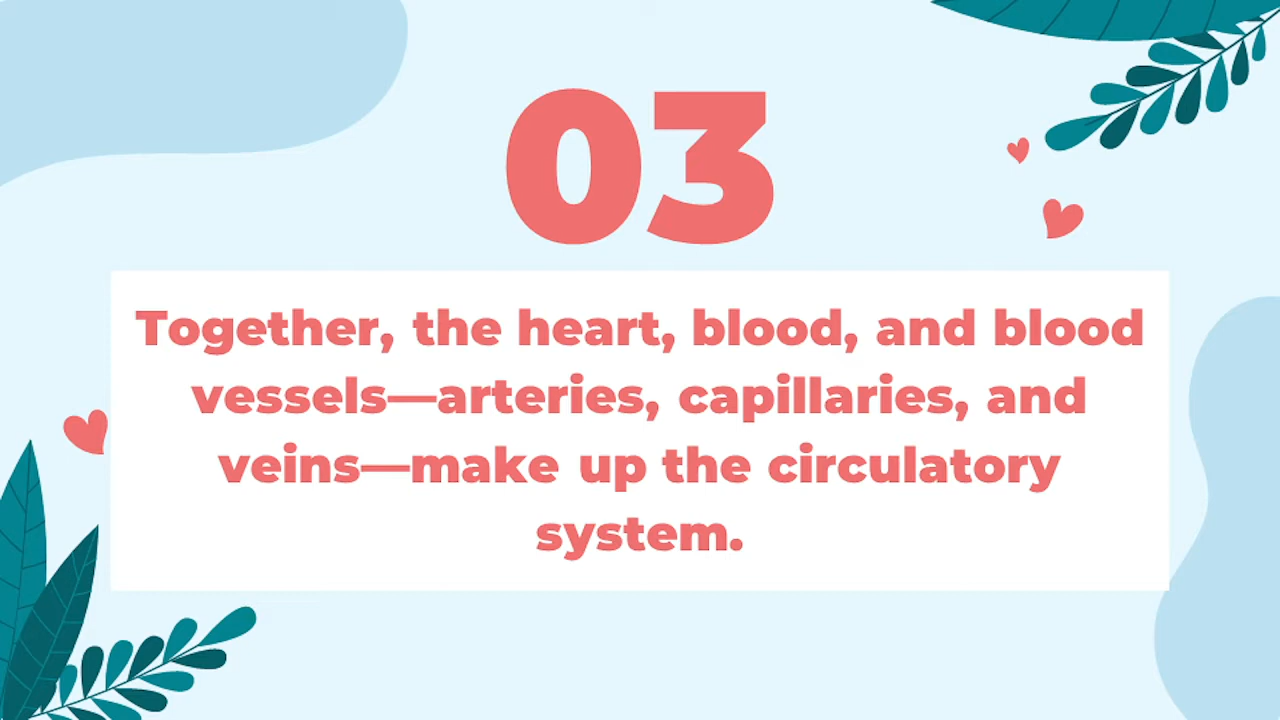 03
Together, the heart, blood, and blood
vessels—arteries, capillaries, and
veins—make up the circulatory
system.